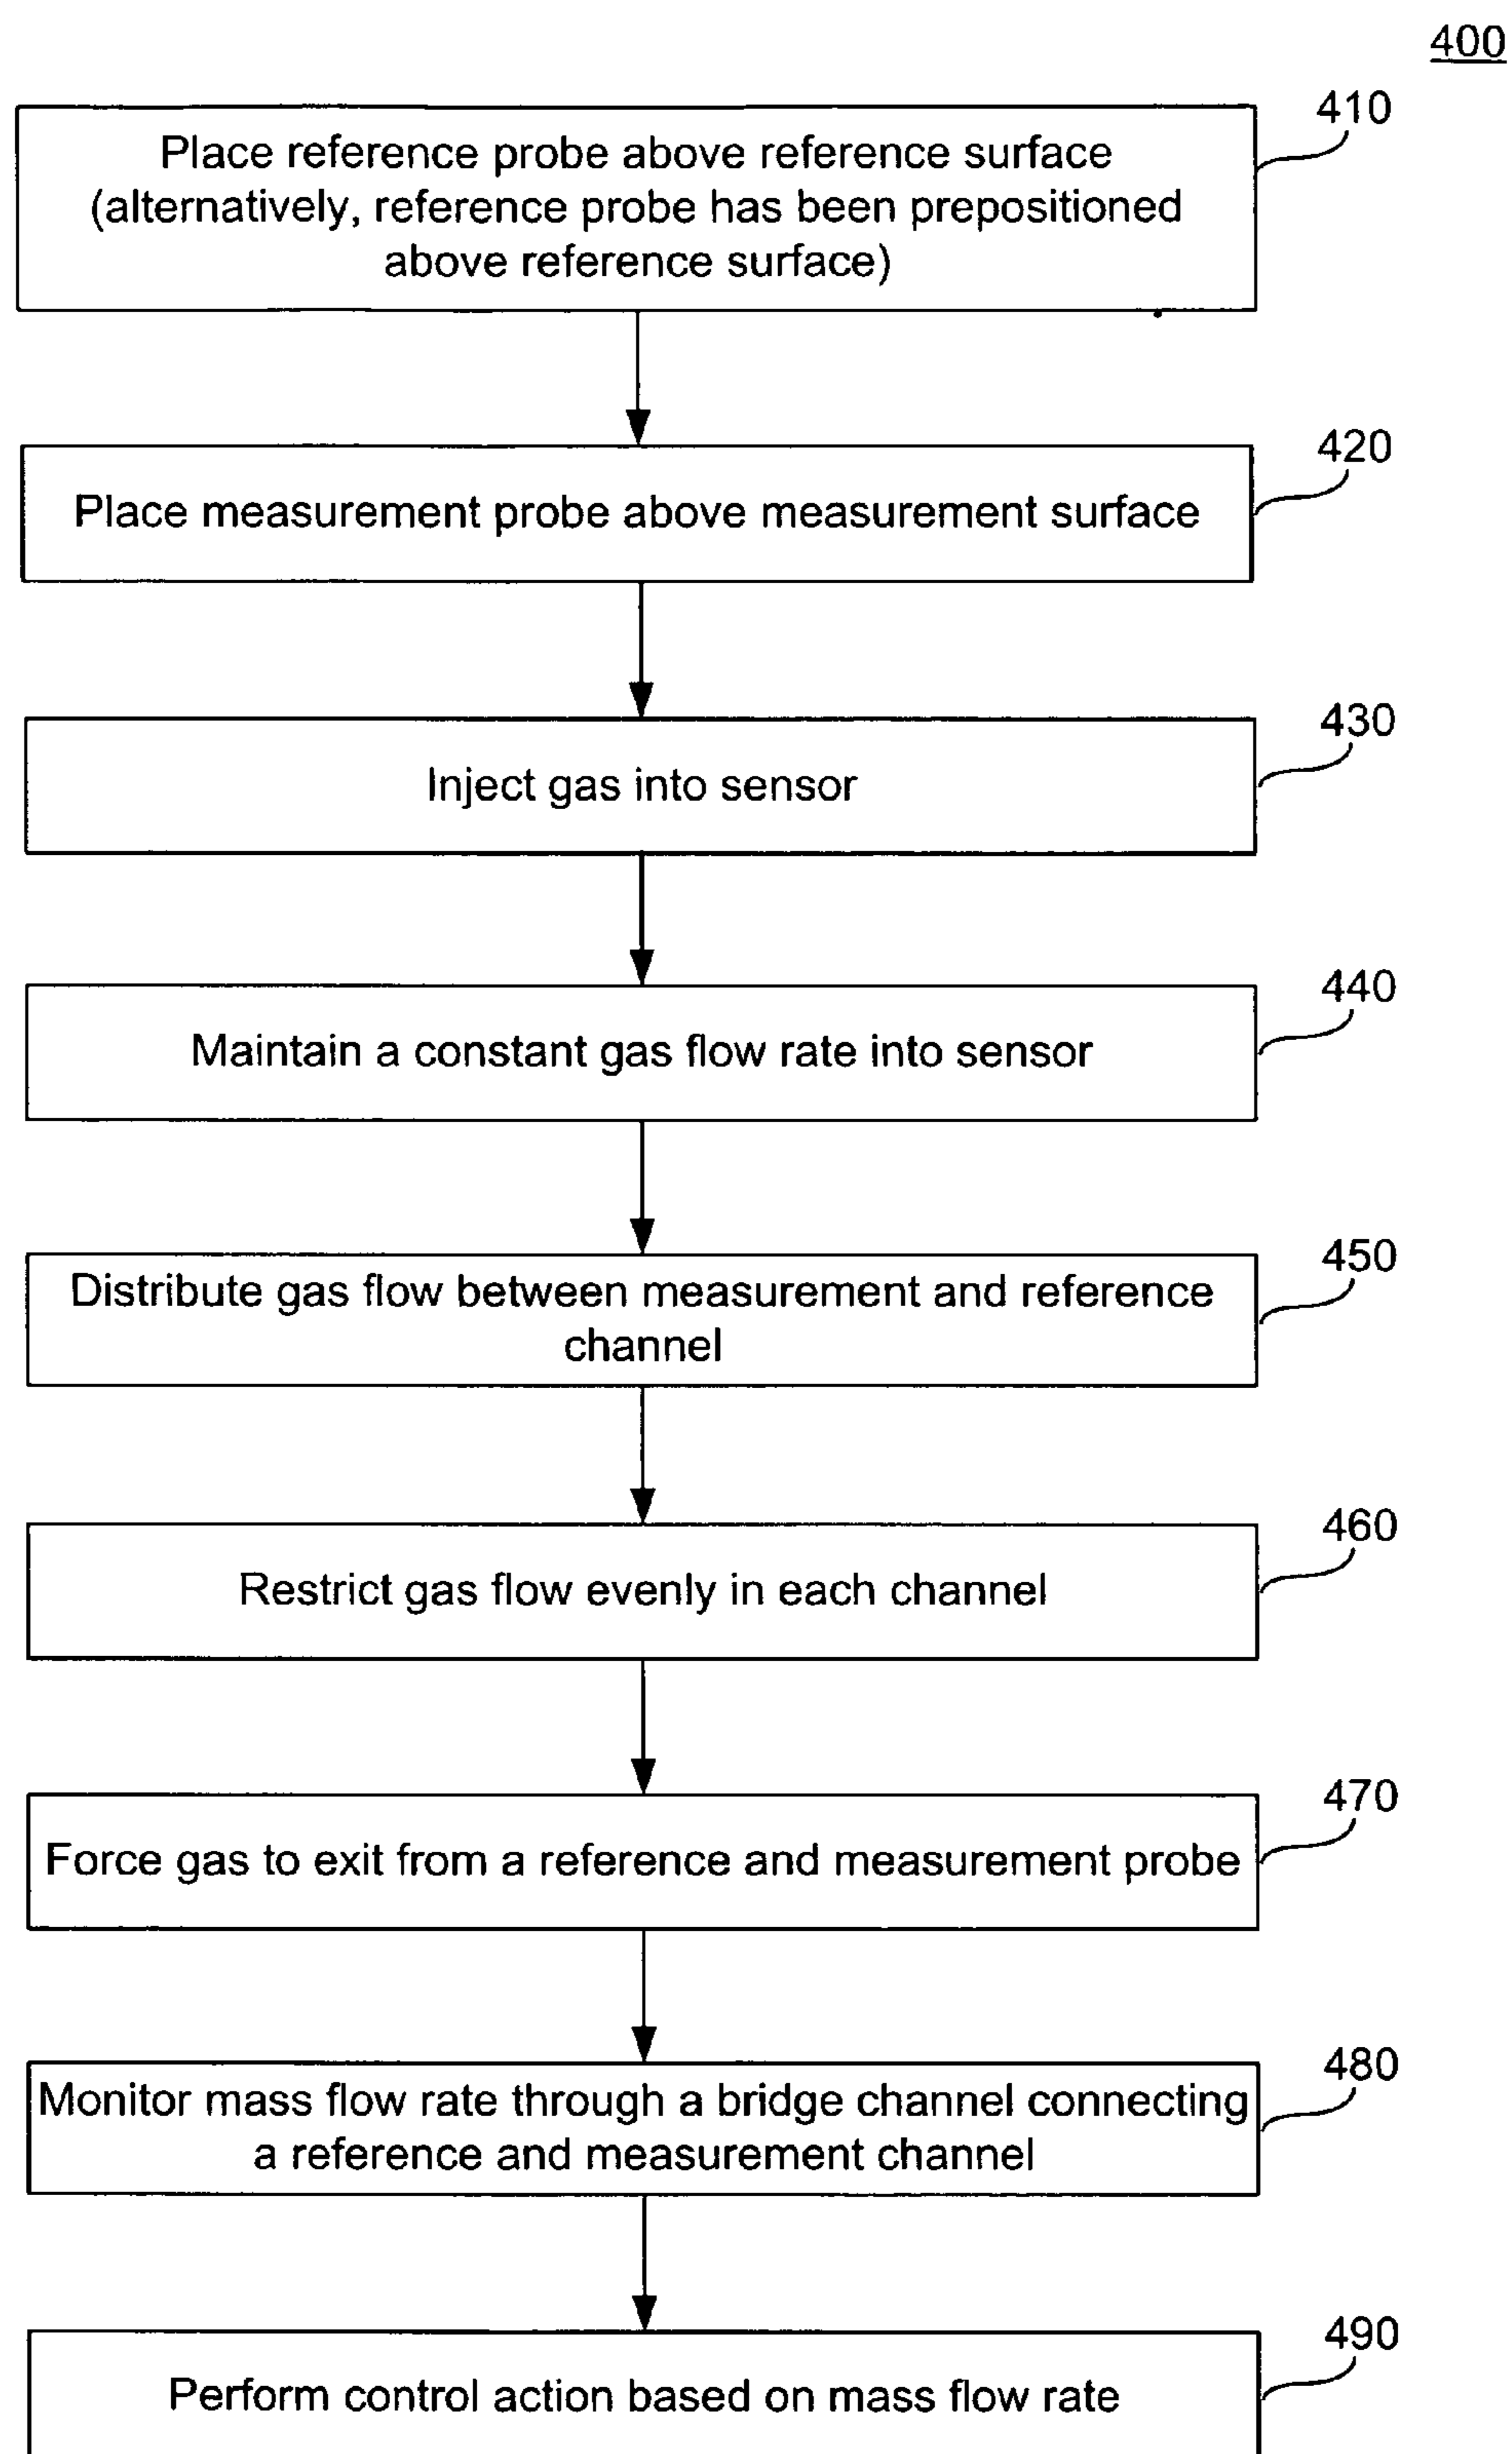 400
410
Place reference probe above reference surface
(alternatively, reference probe has been prepositioned
above reference surface)
420
Place measurement probe above measurement surface
430
Inject gas into sensor
440
Maintain a constant gas flow rate into sensor
450
Distribute gas flow between measurement and reference
channel
460
Restrict gas flow evenly in each channel
470
Force gas to exit from a reference and measurement probe
480
Monitor mass flow rate through a bridge channel connecting
a reference and measurement channel
490
Perform control action based on mass flow rate